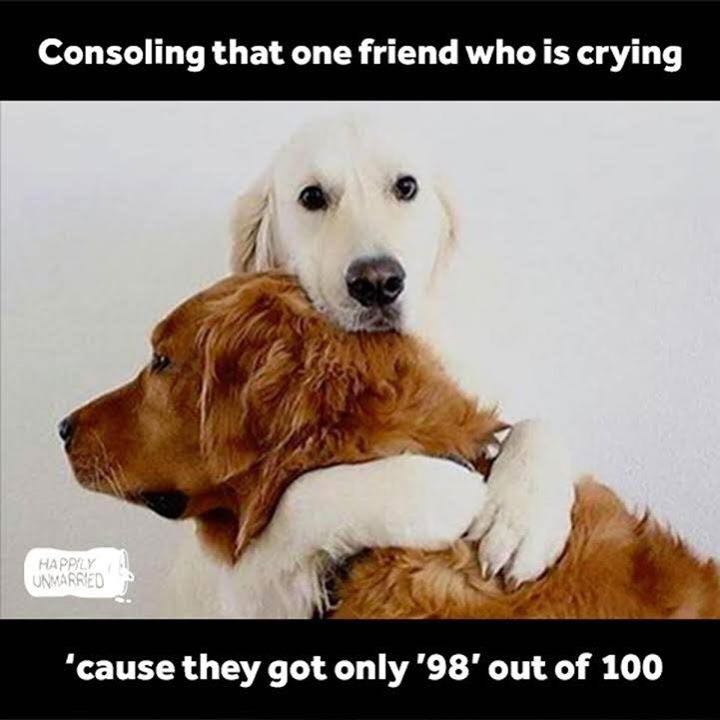 Consoling that one friend who is crying
HAPPILY
UNMARRIED
‘cause they got only '98' out of 100